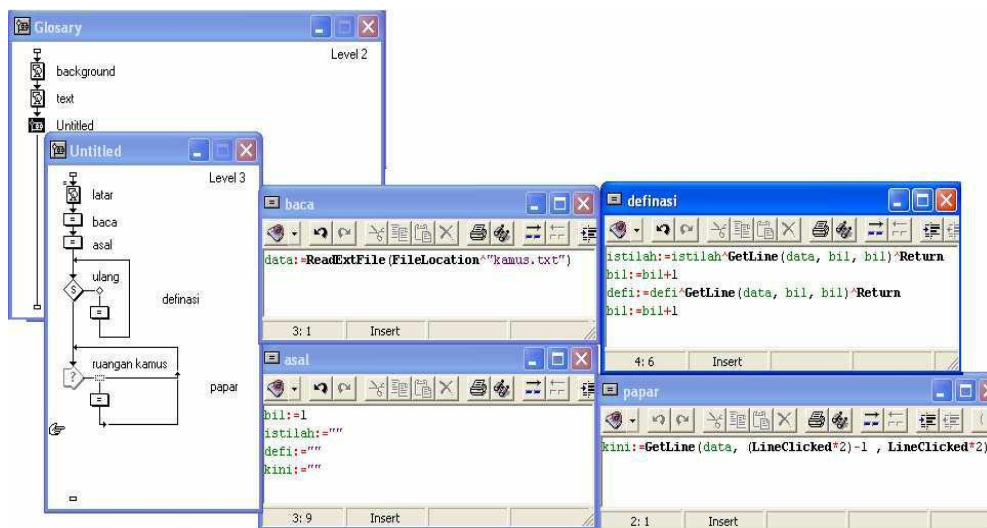 Glosary
Level 2
background
text
Untitled
Untitled
Level 3
latar
baca
asal
ulang
definasi
ruangan kamus
papar
baca
data:=ReadExtFile(FileLocation^"kamus.txt")
3: 1 Insert
asal
bil:=1
istilah:=""
defi:=""
kini:=""
3: 9 Insert
definasi
istilah:=istilah^GetLine(data, bil, bil)^Return
bil:=bil+1
defi:=defi^GetLine(data, bil, bil)^Return
bil:=bil+1
4: 6 Insert
papar
kini:=GetLine(data, (LineClicked*2)-1 , LineClicked*2)
2: 1 Insert